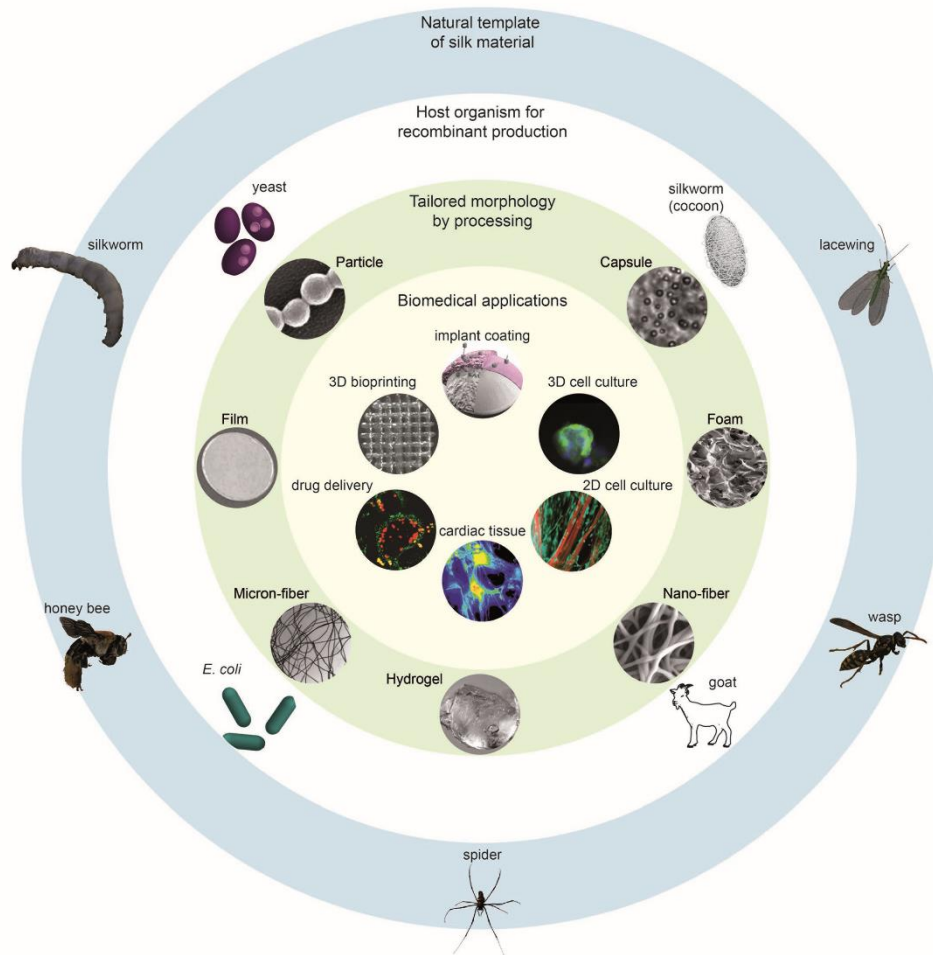 Natural template
of silk material
Host organism for
recombinant production
yeast
silkworm
(cocoon)
Tailored morphology
by processing
silkworm
lacewing
Particle
Capsule
Biomedical applications
implant coating
3D bioprinting
3D cell culture
Film
Foam
drug delivery
2D cell culture
cardiac tissue
Micron-fiber
Nano-fiber
honey bee
wasp
E. coli
Hydrogel
goat
spider